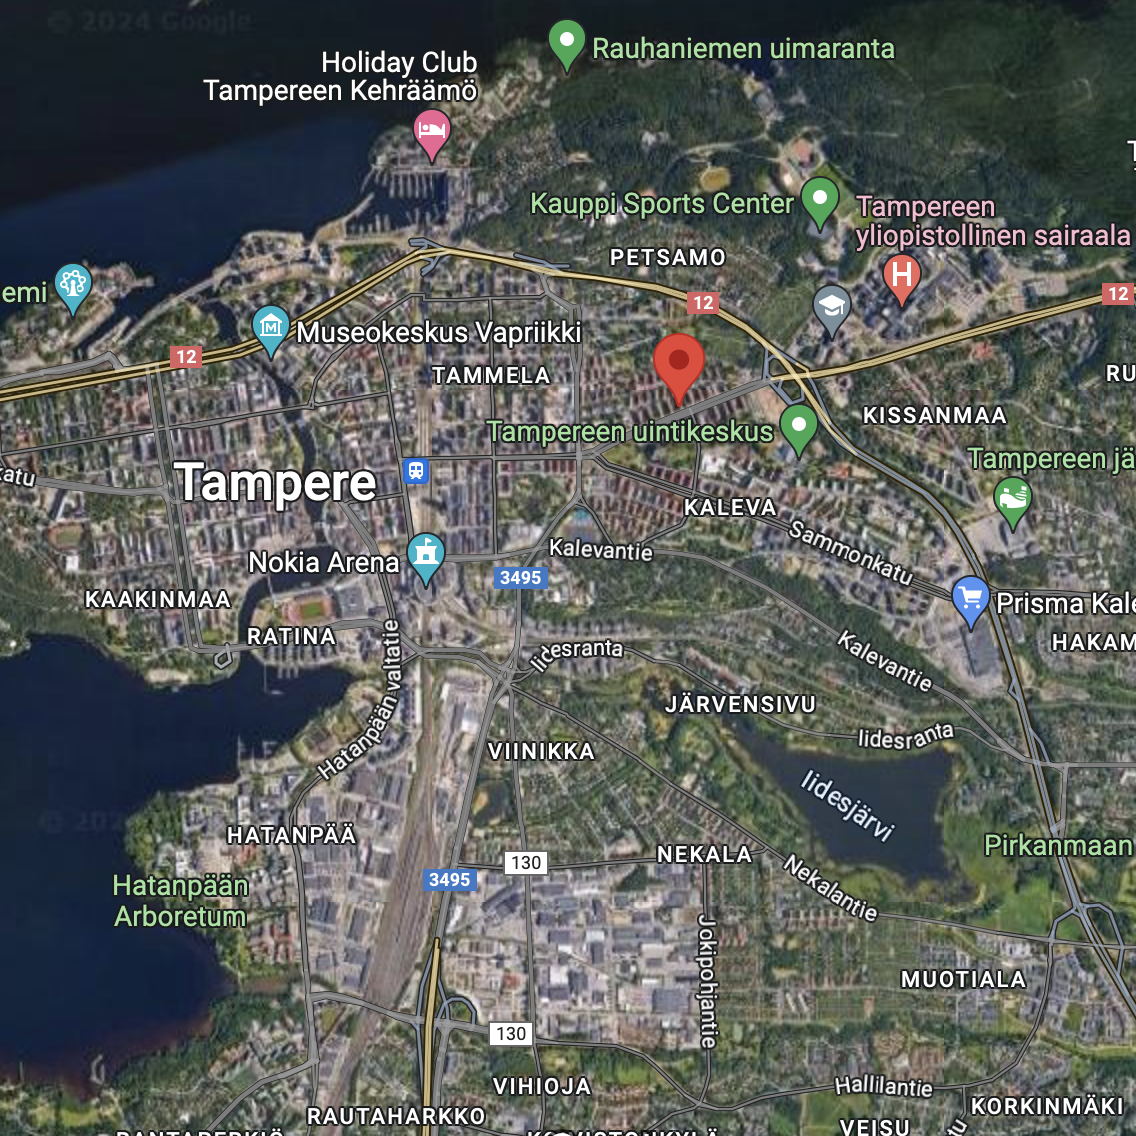 © 2024 Google
Rauhaniemen uimaranta
Holiday Club
Tampereen Kehräämö
Kauppi Sports Center
Tampereen
yliopistollinen sairaala
H
PETSAMO
emi
12
12
12
M
Museokeskus Vapriikki
TAMMELA
RU
KISSANMAA
Tampereen uintikeskus
Tampereen jä
katu
Tampere
KALEVA
Sammonkatu
Kalevantie
Nokia Arena
3495
KAAKINMAA
Prisma Kale
RATINA
HAKAM
Iidesranta
Kalevantie
Hatanpään valtatie
JÄRVENSIVU
Iidesranta
VIINIKKA
Iidesjärvi
© 202
HATANPÄÄ
Pirkanmaan
NEKALA
130
3495
Nekalantie
Hatanpään
Arboretum
Jokipohjantie
MUOTIALA
130
VIHIOJA
Hallilantie
RAUTAHARKKO
KORKINMÄKI
VEISU
tu